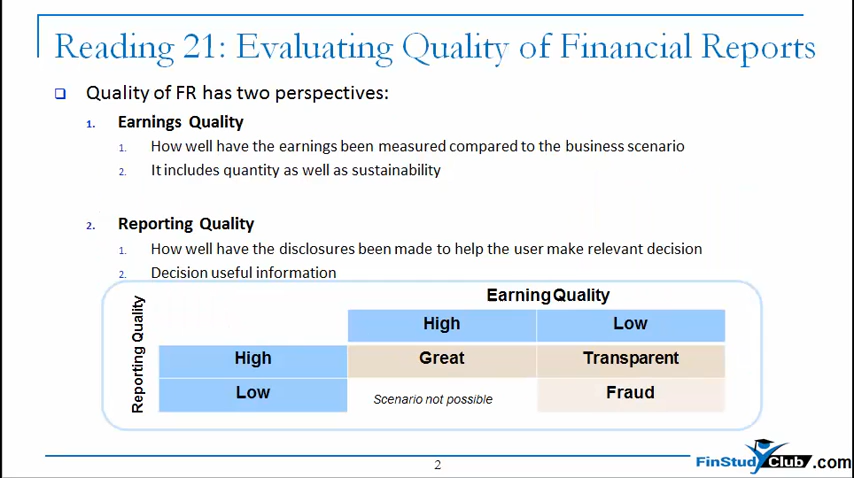 Reading 21: Evaluating Quality of Financial Reports
Quality of FR has two perspectives:
1. Earnings Quality
1. How well have the earnings been measured compared to the business scenario
2. It includes quantity as well as sustainability
2. Reporting Quality
1. How well have the disclosures been made to help the user make relevant decision
2. Decision useful information
Reporting Quality
Earning Quality
High Low
High Great Transparent
Low Scenario not possible Fraud
2
FinStudyClub.com